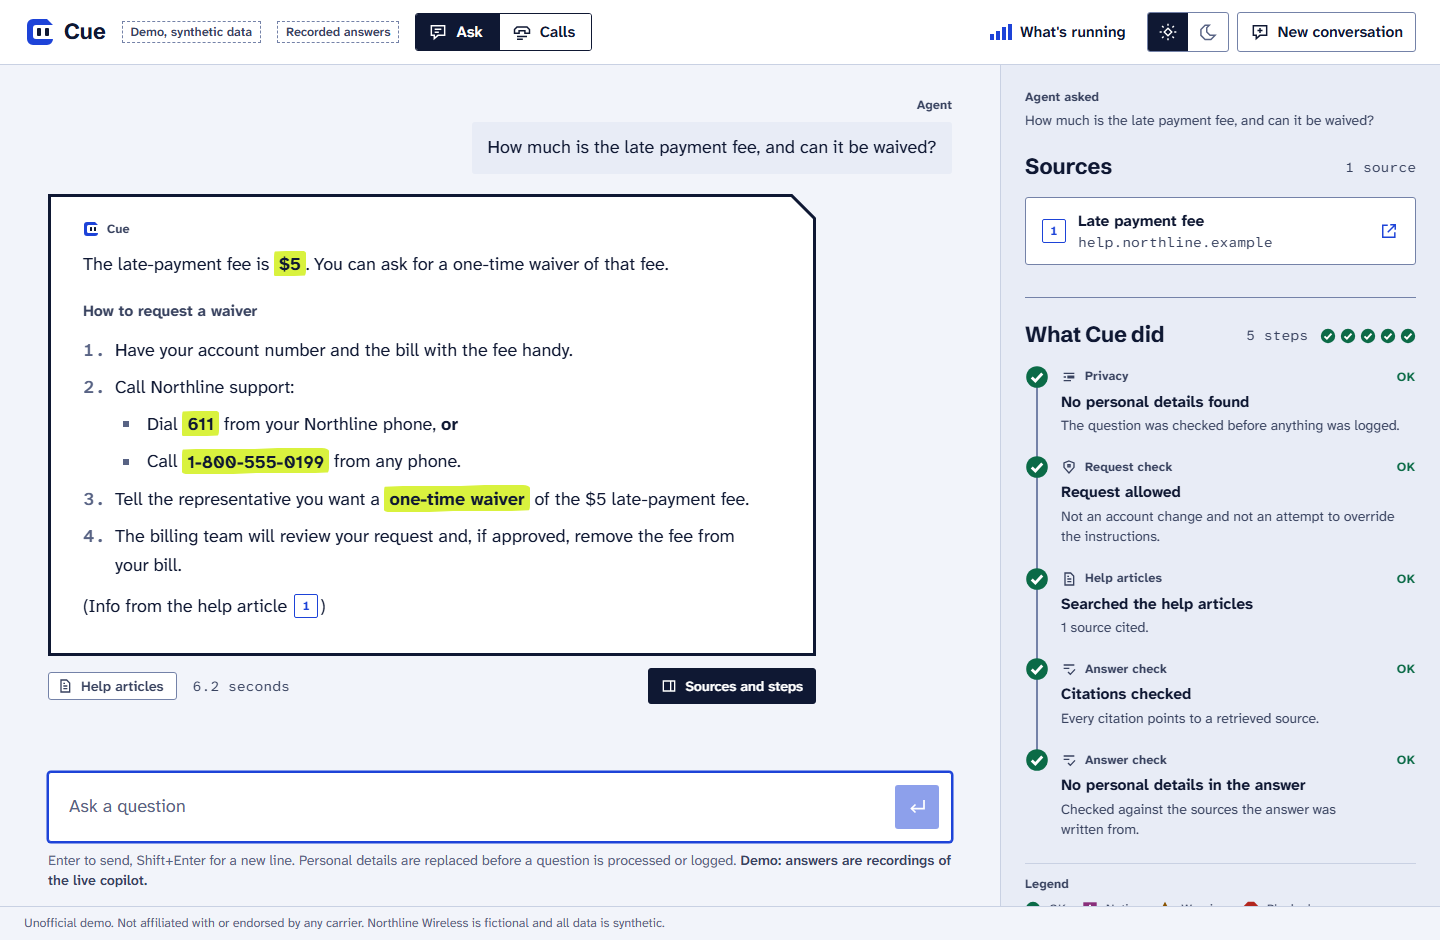 Cue
Demo, synthetic data
Recorded answers
Ask
Calls
What's running
New conversation
Agent
How much is the late payment fee, and can it be waived?
Cue
The late-payment fee is $5. You can ask for a one-time waiver of that fee.
How to request a waiver
1. Have your account number and the bill with the fee handy.
2. Call Northline support:
Dial 611 from your Northline phone, or
Call 1-800-555-0199 from any phone.
3. Tell the representative you want a one-time waiver of the $5 late-payment fee.
4. The billing team will review your request and, if approved, remove the fee from
your bill.
(Info from the help article 1)
Help articles
6.2 seconds
Sources and steps
Ask a question
Enter to send, Shift+Enter for a new line. Personal details are replaced before a question is processed or logged. Demo: answers are recordings of
the live copilot.
Agent asked
How much is the late payment fee, and can it be waived?
Sources
1 source
1
Late payment fee
help.northline.example
What Cue did
5 steps
Privacy
OK
No personal details found
The question was checked before anything was logged.
Request check
OK
Request allowed
Not an account change and not an attempt to override
the instructions.
Help articles
OK
Searched the help articles
1 source cited.
Answer check
OK
Citations checked
Every citation points to a retrieved source.
Answer check
OK
No personal details in the answer
Checked against the sources the answer was
written from.
Legend
Unofficial demo. Not affiliated with or endorsed by any carrier. Northline Wireless is fictional and all data is synthetic.